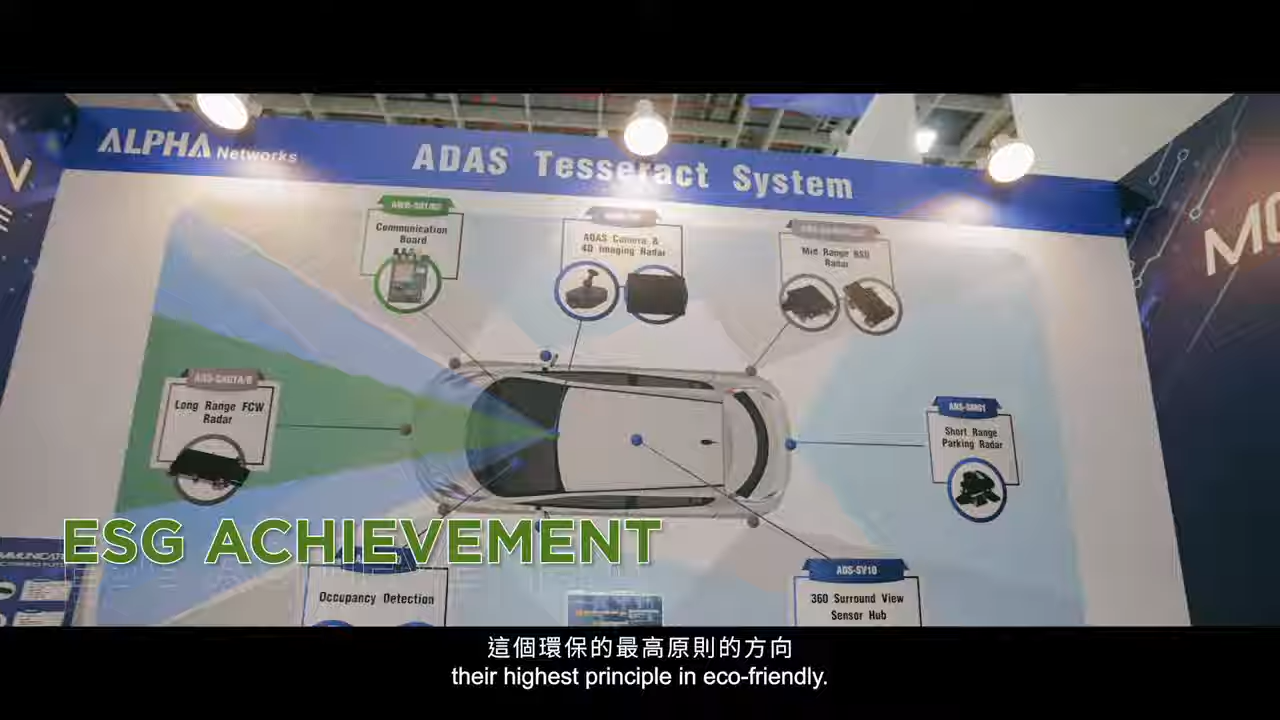 ALPHA Networks
ADAS Tesseract System
Communication
Board
ADAS Camera &
4D Imaging Radar
Mid Range BSD
Radar
Long Range FCW
Radar
Short Range
Parking Radar
ESG ACHIEVEMENT
Occupancy Detection
ADS-SV10
360 Surround View
Sensor Hub
這個環保的最高原則的方向
their highest principle in eco-friendly.